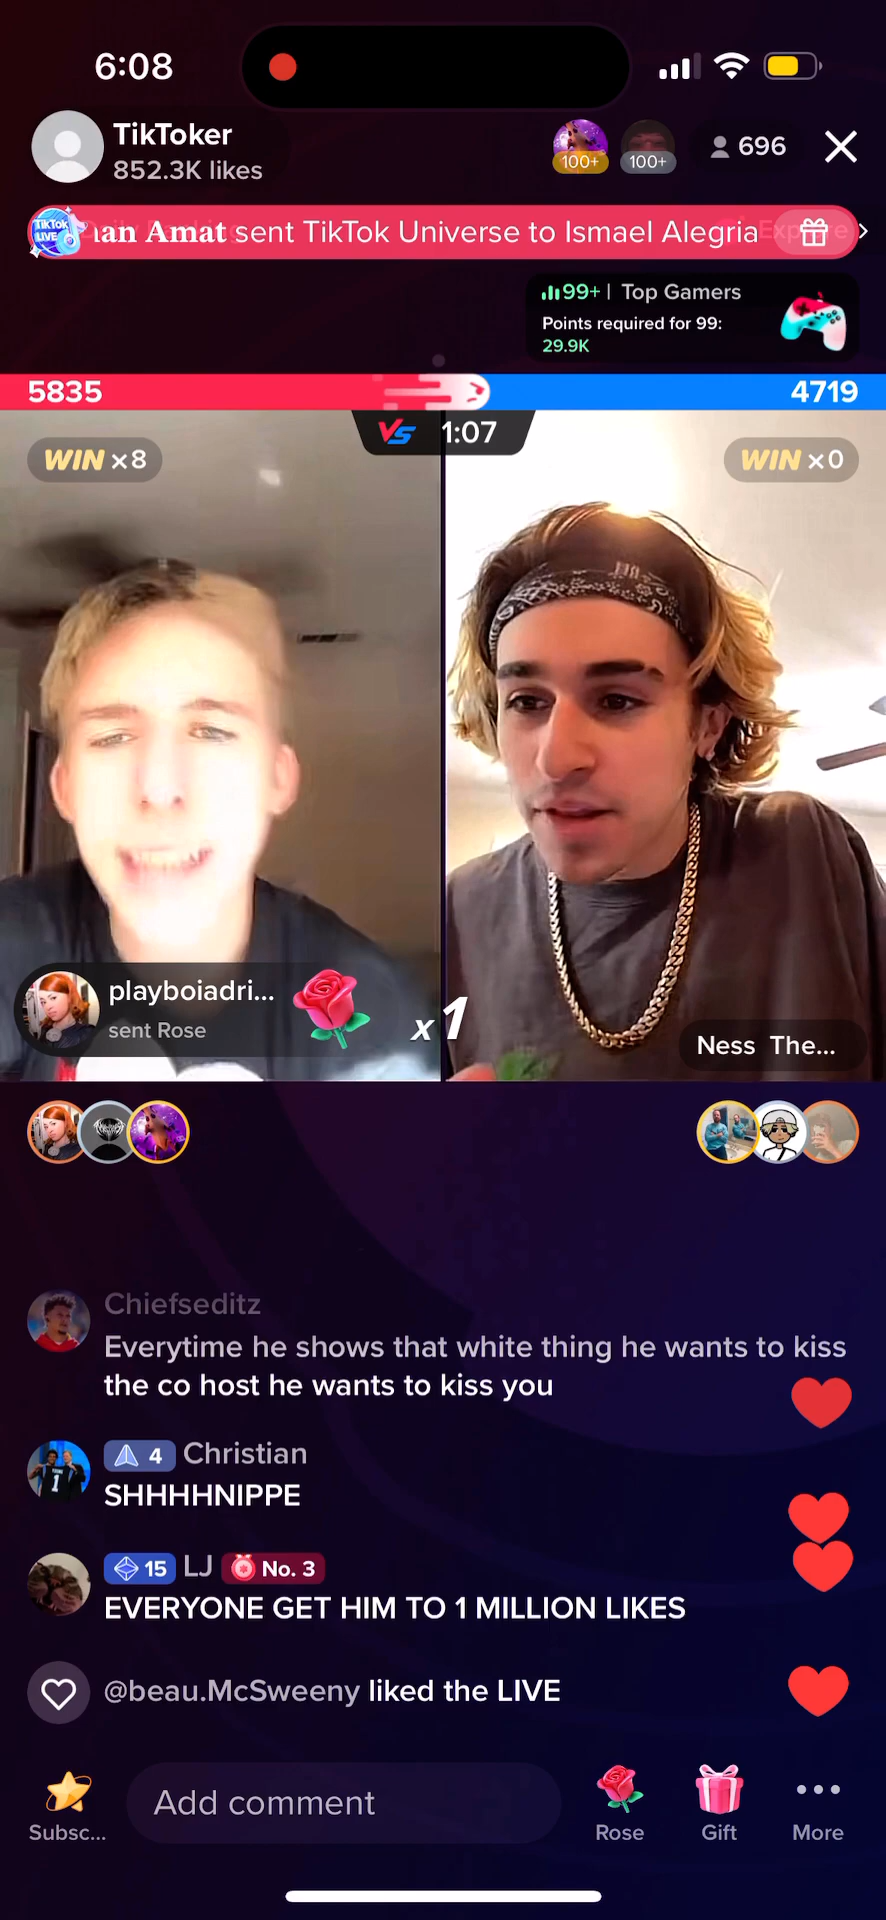 6:08
TikToker
852.3K likes
100+
100+
696
TikTok
LIVE
an Amat sent TikTok Universe to Ismael Alegria
99+ | Top Gamers
Points required for 99:
29.9K
5835
4719
VS 1:07
WIN x8
WIN x0
playboiadri...
sent Rose
x1
Ness The...
Chiefseditz
Everytime he shows that white thing he wants to kiss
the co host he wants to kiss you
4 Christian
SHHHHNIPPE
15 LJ No. 3
EVERYONE GET HIM TO 1 MILLION LIKES
@beau.McSweeny liked the LIVE
Subsc...
Add comment
Rose
Gift
More